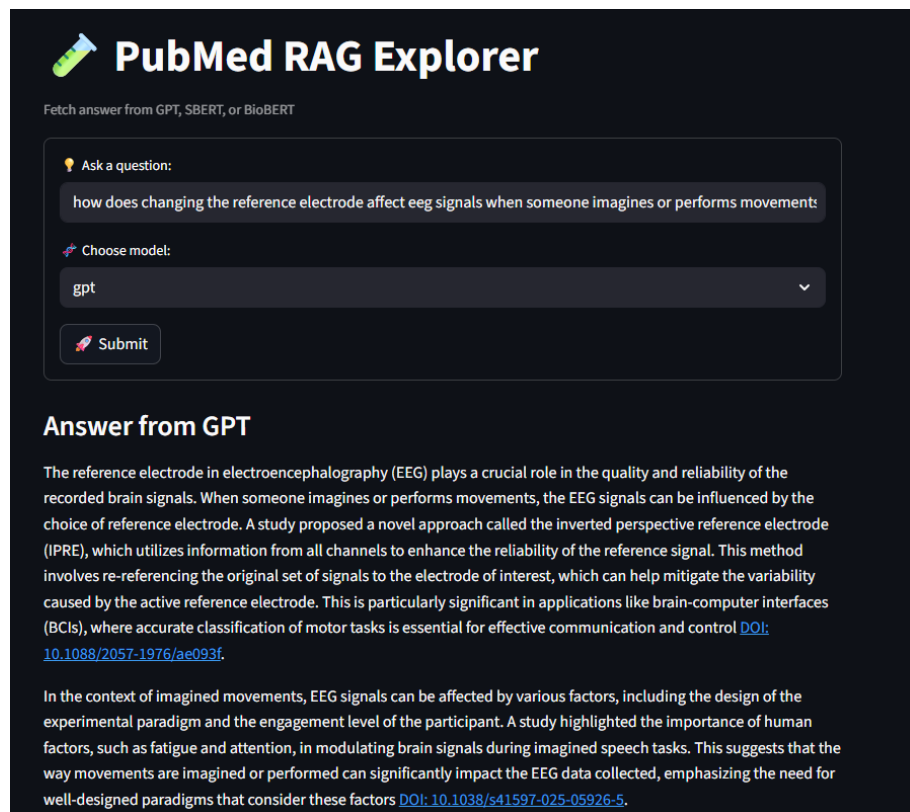 PubMed RAG Explorer
Fetch answer from GPT, SBERT, or BioBERT
Ask a question:
how does changing the reference electrode affect eeg signals when someone imagines or performs movements
Choose model:
gpt
Submit
Answer from GPT
The reference electrode in electroencephalography (EEG) plays a crucial role in the quality and reliability of the
recorded brain signals. When someone imagines or performs movements, the EEG signals can be influenced by the
choice of reference electrode. A study proposed a novel approach called the inverted perspective reference electrode
(IPRE), which utilizes information from all channels to enhance the reliability of the reference signal. This method
involves re-referencing the original set of signals to the electrode of interest, which can help mitigate the variability
caused by the active reference electrode. This is particularly significant in applications like brain-computer interfaces
(BCIs), where accurate classification of motor tasks is essential for effective communication and control DOI:
10.1088/2057-1976/ae093f.
In the context of imagined movements, EEG signals can be affected by various factors, including the design of the
experimental paradigm and the engagement level of the participant. A study highlighted the importance of human
factors, such as fatigue and attention, in modulating brain signals during imagined speech tasks. This suggests that the
way movements are imagined or performed can significantly impact the EEG data collected, emphasizing the need for
well-designed paradigms that consider these factors DOI: 10.1038/s41597-025-05926-5.